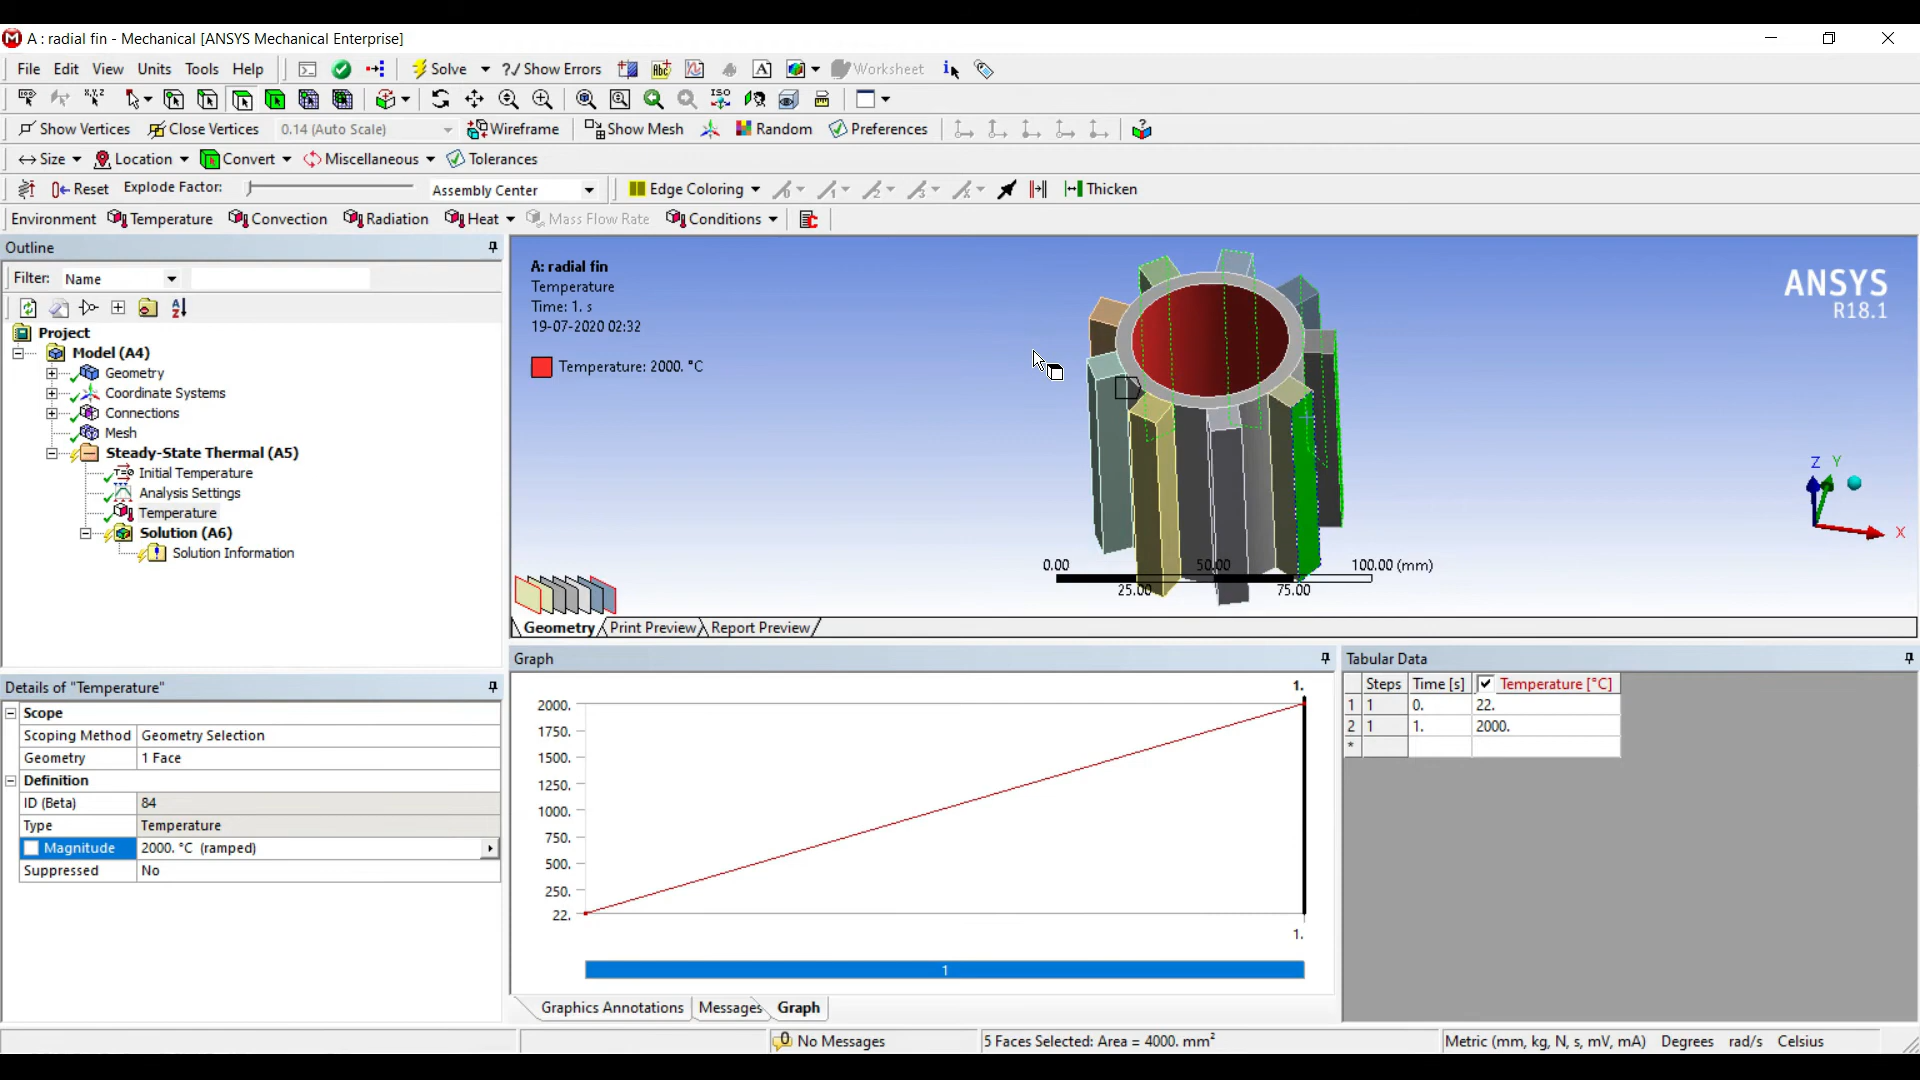 A : radial fin - Mechanical [ANSYS Mechanical Enterprise]
File Edit View Units Tools Help Solve ?/ Show Errors Worksheet
ISO
Show Vertices Close Vertices 0.14 (Auto Scale) Wireframe Show Mesh Random Preferences
Size Location Convert Miscellaneous Tolerances
Reset Explode Factor: Assembly Center Edge Coloring Thicken
Environment Temperature Convection Radiation Heat Mass Flow Rate Conditions
Outline
Filter: Name
Project
Model (A4)
Geometry
Coordinate Systems
Connections
Mesh
Steady-State Thermal (A5)
Initial Temperature
Analysis Settings
Temperature
Solution (A6)
Solution Information
A: radial fin
Temperature
Time: 1. s
19-07-2020 02:32
Temperature: 2000. °C
ANSYS
R18.1
Z Y
X
0.00 50.00 100.00 (mm)
25.00 75.00
Geometry Print Preview Report Preview
Details of "Temperature"
Scope
Scoping Method Geometry Selection
Geometry 1 Face
Definition
ID (Beta) 84
Type Temperature
Magnitude 2000. °C (ramped)
Suppressed No
Graph
1.
2000.
1750.
1500.
1250.
1000.
750.
500.
250.
22.
1.
1
Graphics Annotations Messages Graph
Tabular Data
Steps Time [s] Temperature [°C]
1 1 0. 22.
2 1 1. 2000.
*
No Messages 5 Faces Selected: Area = 4000. mm² Metric (mm, kg, N, s, mV, mA) Degrees rad/s Celsius